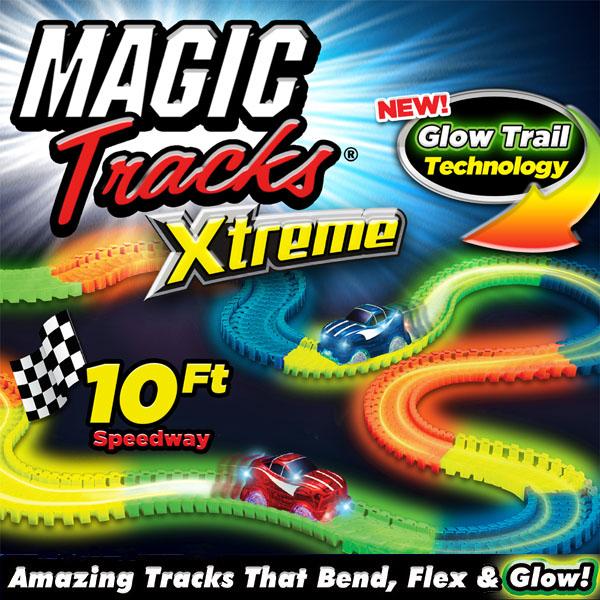 MAGIC
Tracks®
Xtreme
NEW!
Glow Trail
Technology
10Ft
Speedway
Amazing Tracks That Bend, Flex & Glow!